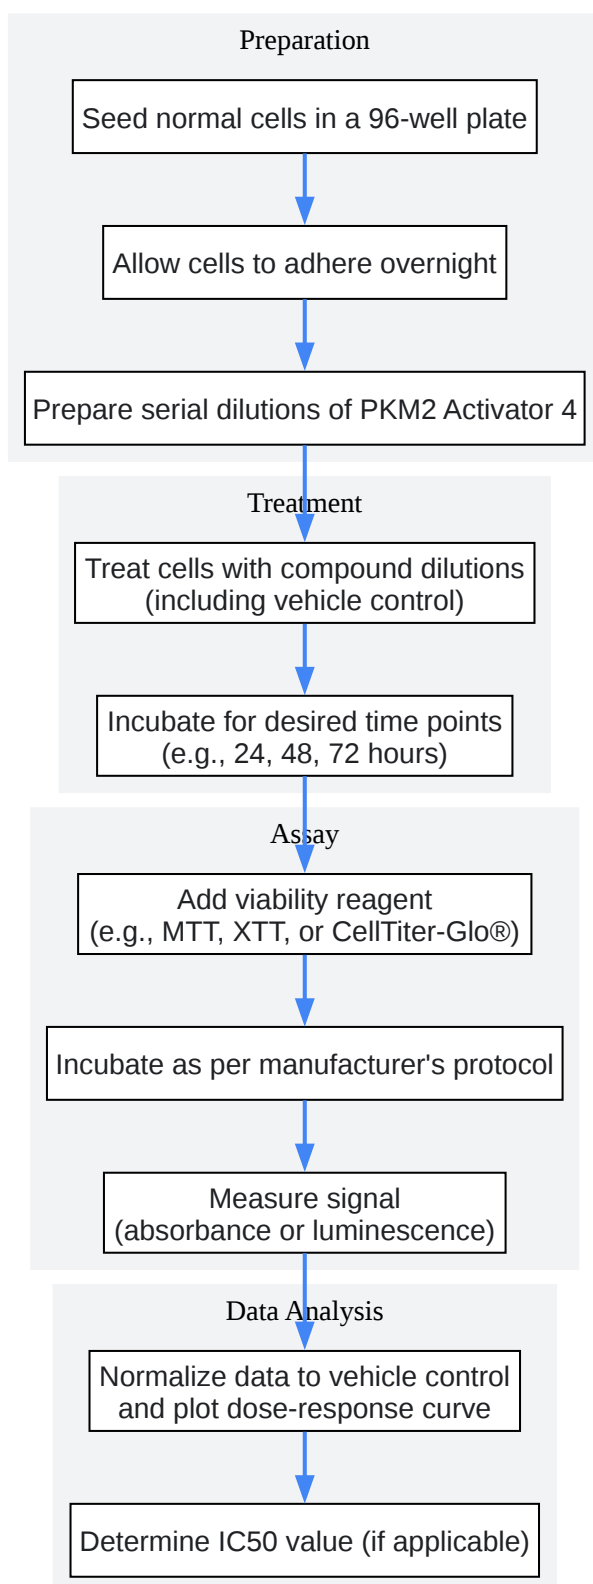 Preparation
Seed normal cells in a 96-well plate
Allow cells to adhere overnight
Prepare serial dilutions of PKM2 Activator 4
Treatment
Treat cells with compound dilutions
(including vehicle control)
Incubate for desired time points
(e.g., 24, 48, 72 hours)
Assay
Add viability reagent
(e.g., MTT, XTT, or CellTiter-Glo®)
Incubate as per manufacturer's protocol
Measure signal
(absorbance or luminescence)
Data Analysis
Normalize data to vehicle control
and plot dose-response curve
Determine IC50 value (if applicable)